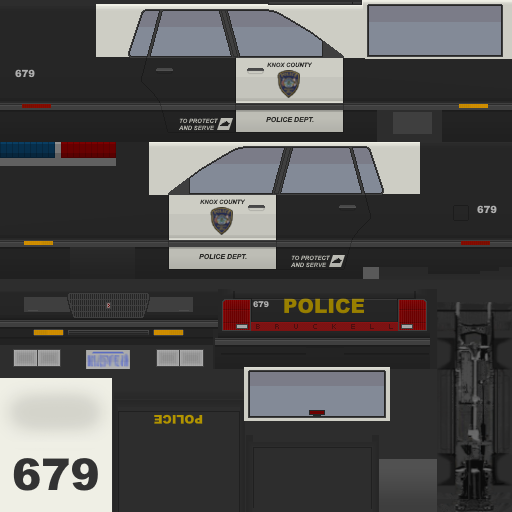 679
KNOX COUNTY
TO PROTECT
AND SERVE
POLICE DEPT.
KNOX COUNTY
679
POLICE DEPT.
TO PROTECT
AND SERVE
679 POLICE
POLICE
679